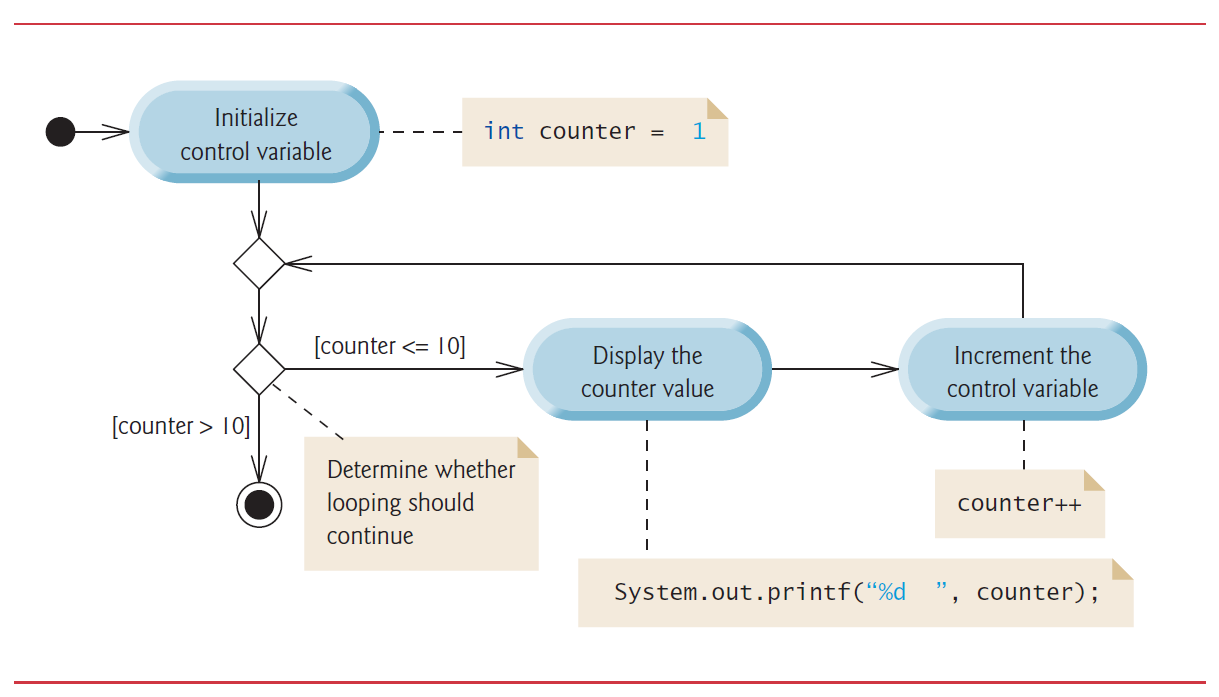 Initialize
control variable
int counter =  1
[counter <= 10]
Display the
counter value
Increment the
control variable
[counter > 10]
Determine whether
looping should
continue
counter++
System.out.printf(“%d  ”, counter);